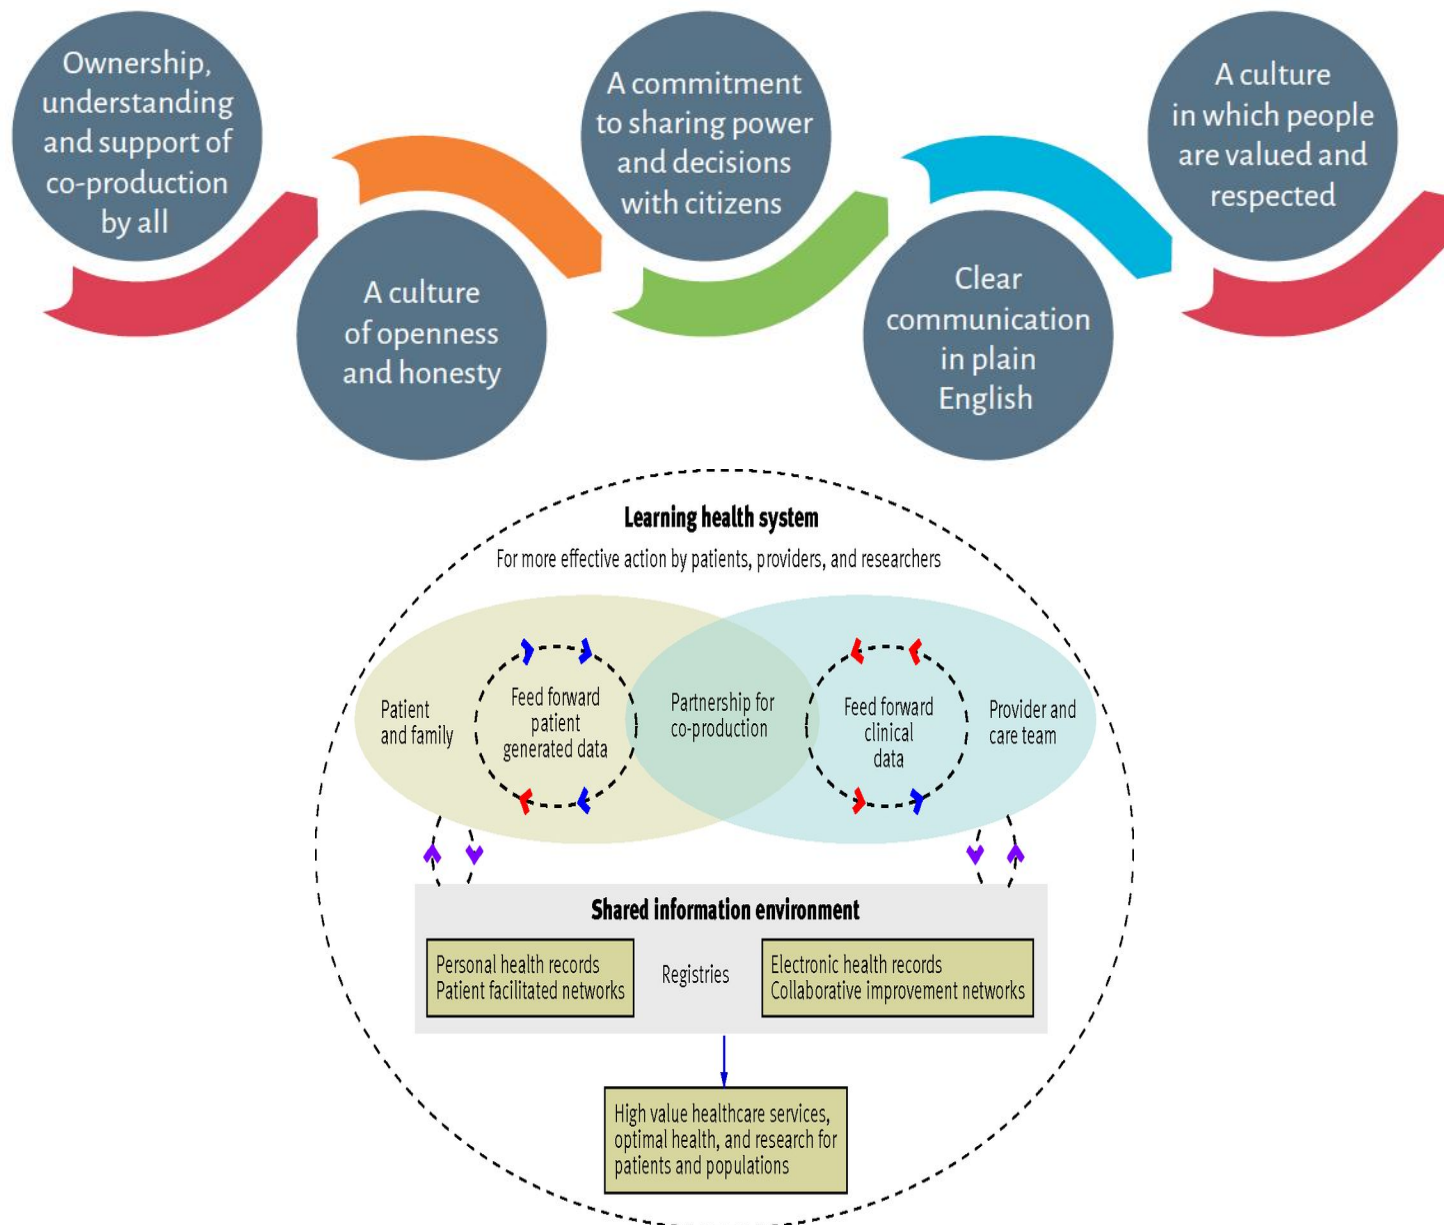 Ownership,
understanding
and support of
co-production
by all
A culture
of openness
and honesty
A commitment
to sharing power
and decisions
with citizens
Clear
communication
in plain
English
A culture
in which people
are valued and
respected
Learning health system
For more effective action by patients, providers, and researchers
Patient
and family
Feed forward
patient
generated data
Partnership for
co-production
Feed forward
clinical
data
Provider and
care team
Shared information environment
Personal health records
Patient facilitated networks
Registries
Electronic health records
Collaborative improvement networks
High value healthcare services,
optimal health, and research for
patients and populations